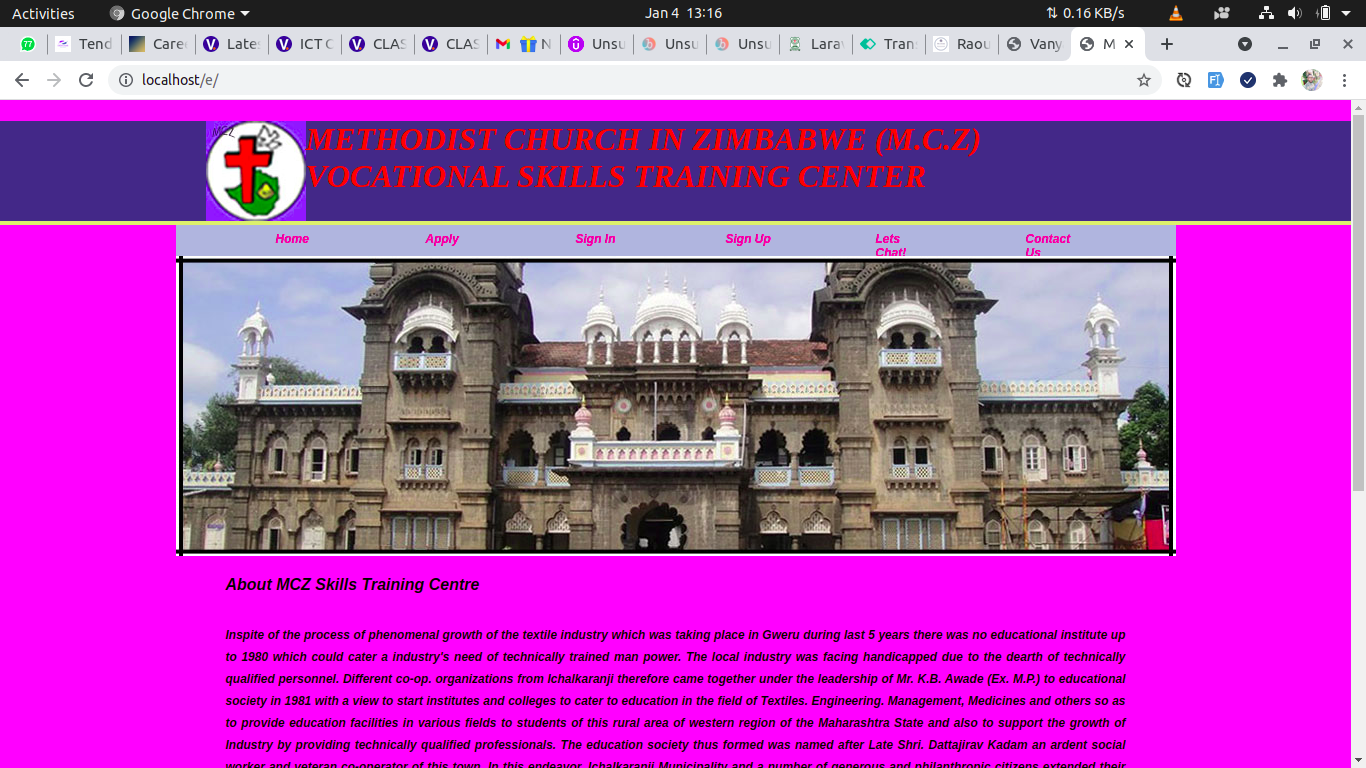 Activities
Google Chrome
Jan 4 13:16
0.16 KB/s
77
Tend
Care
Lates
ICT C
CLAS
CLAS
N
Unsu
Unsu
Unsu
Larav
Trans
Raou
Vany
M
localhost/e/
MCZ
METHODIST CHURCH IN ZIMBABWE (M.C.Z)
VOCATIONAL SKILLS TRAINING CENTER
Home
Apply
Sign In
Sign Up
Lets
Chat!
Contact
Us
About MCZ Skills Training Centre
Inspite of the process of phenomenal growth of the textile industry which was taking place in Gweru during last 5 years there was no educational institute up
to 1980 which could cater a industry's need of technically trained man power. The local industry was facing handicapped due to the dearth of technically
qualified personnel. Different co-op. organizations from Ichalkaranji therefore came together under the leadership of Mr. K.B. Awade (Ex. M.P.) to educational
society in 1981 with a view to start institutes and colleges to cater to education in the field of Textiles. Engineering. Management, Medicines and others so as
to provide education facilities in various fields to students of this rural area of western region of the Maharashtra State and also to support the growth of
Industry by providing technically qualified professionals. The education society thus formed was named after Late Shri. Dattajirav Kadam an ardent social
worker and veteran co-operator of this town. In this endeavor, Ichalkaranji Municipality and a number of generous and philanthropic citizens extended their